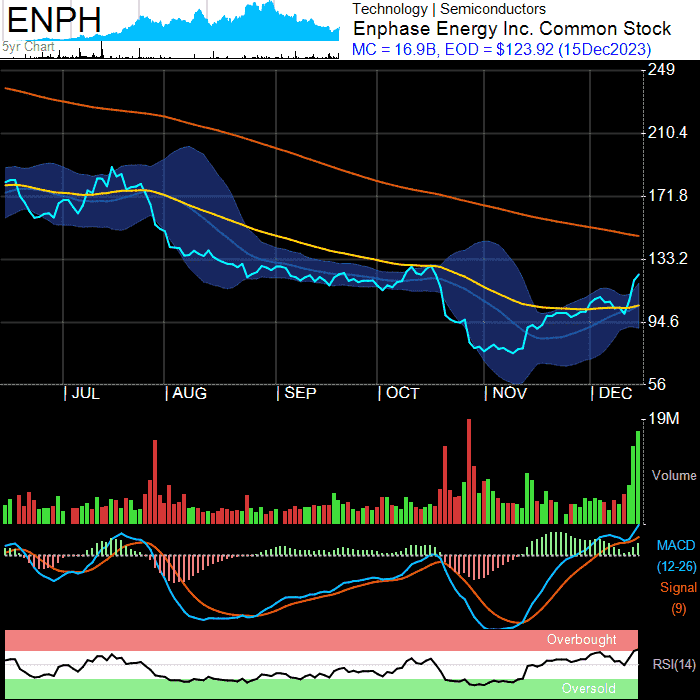 ENPH
5yr Chart
Technology | Semiconductors
Enphase Energy Inc. Common Stock
MC = 16.9B, EOD = $123.92 (15Dec2023)
249
210.4
171.8
133.2
94.6
56
| JUL | AUG | SEP | OCT | NOV | DEC
19M
Volume
MACD
(12-26)
Signal
(9)
Overbought
RSI(14)
Oversold